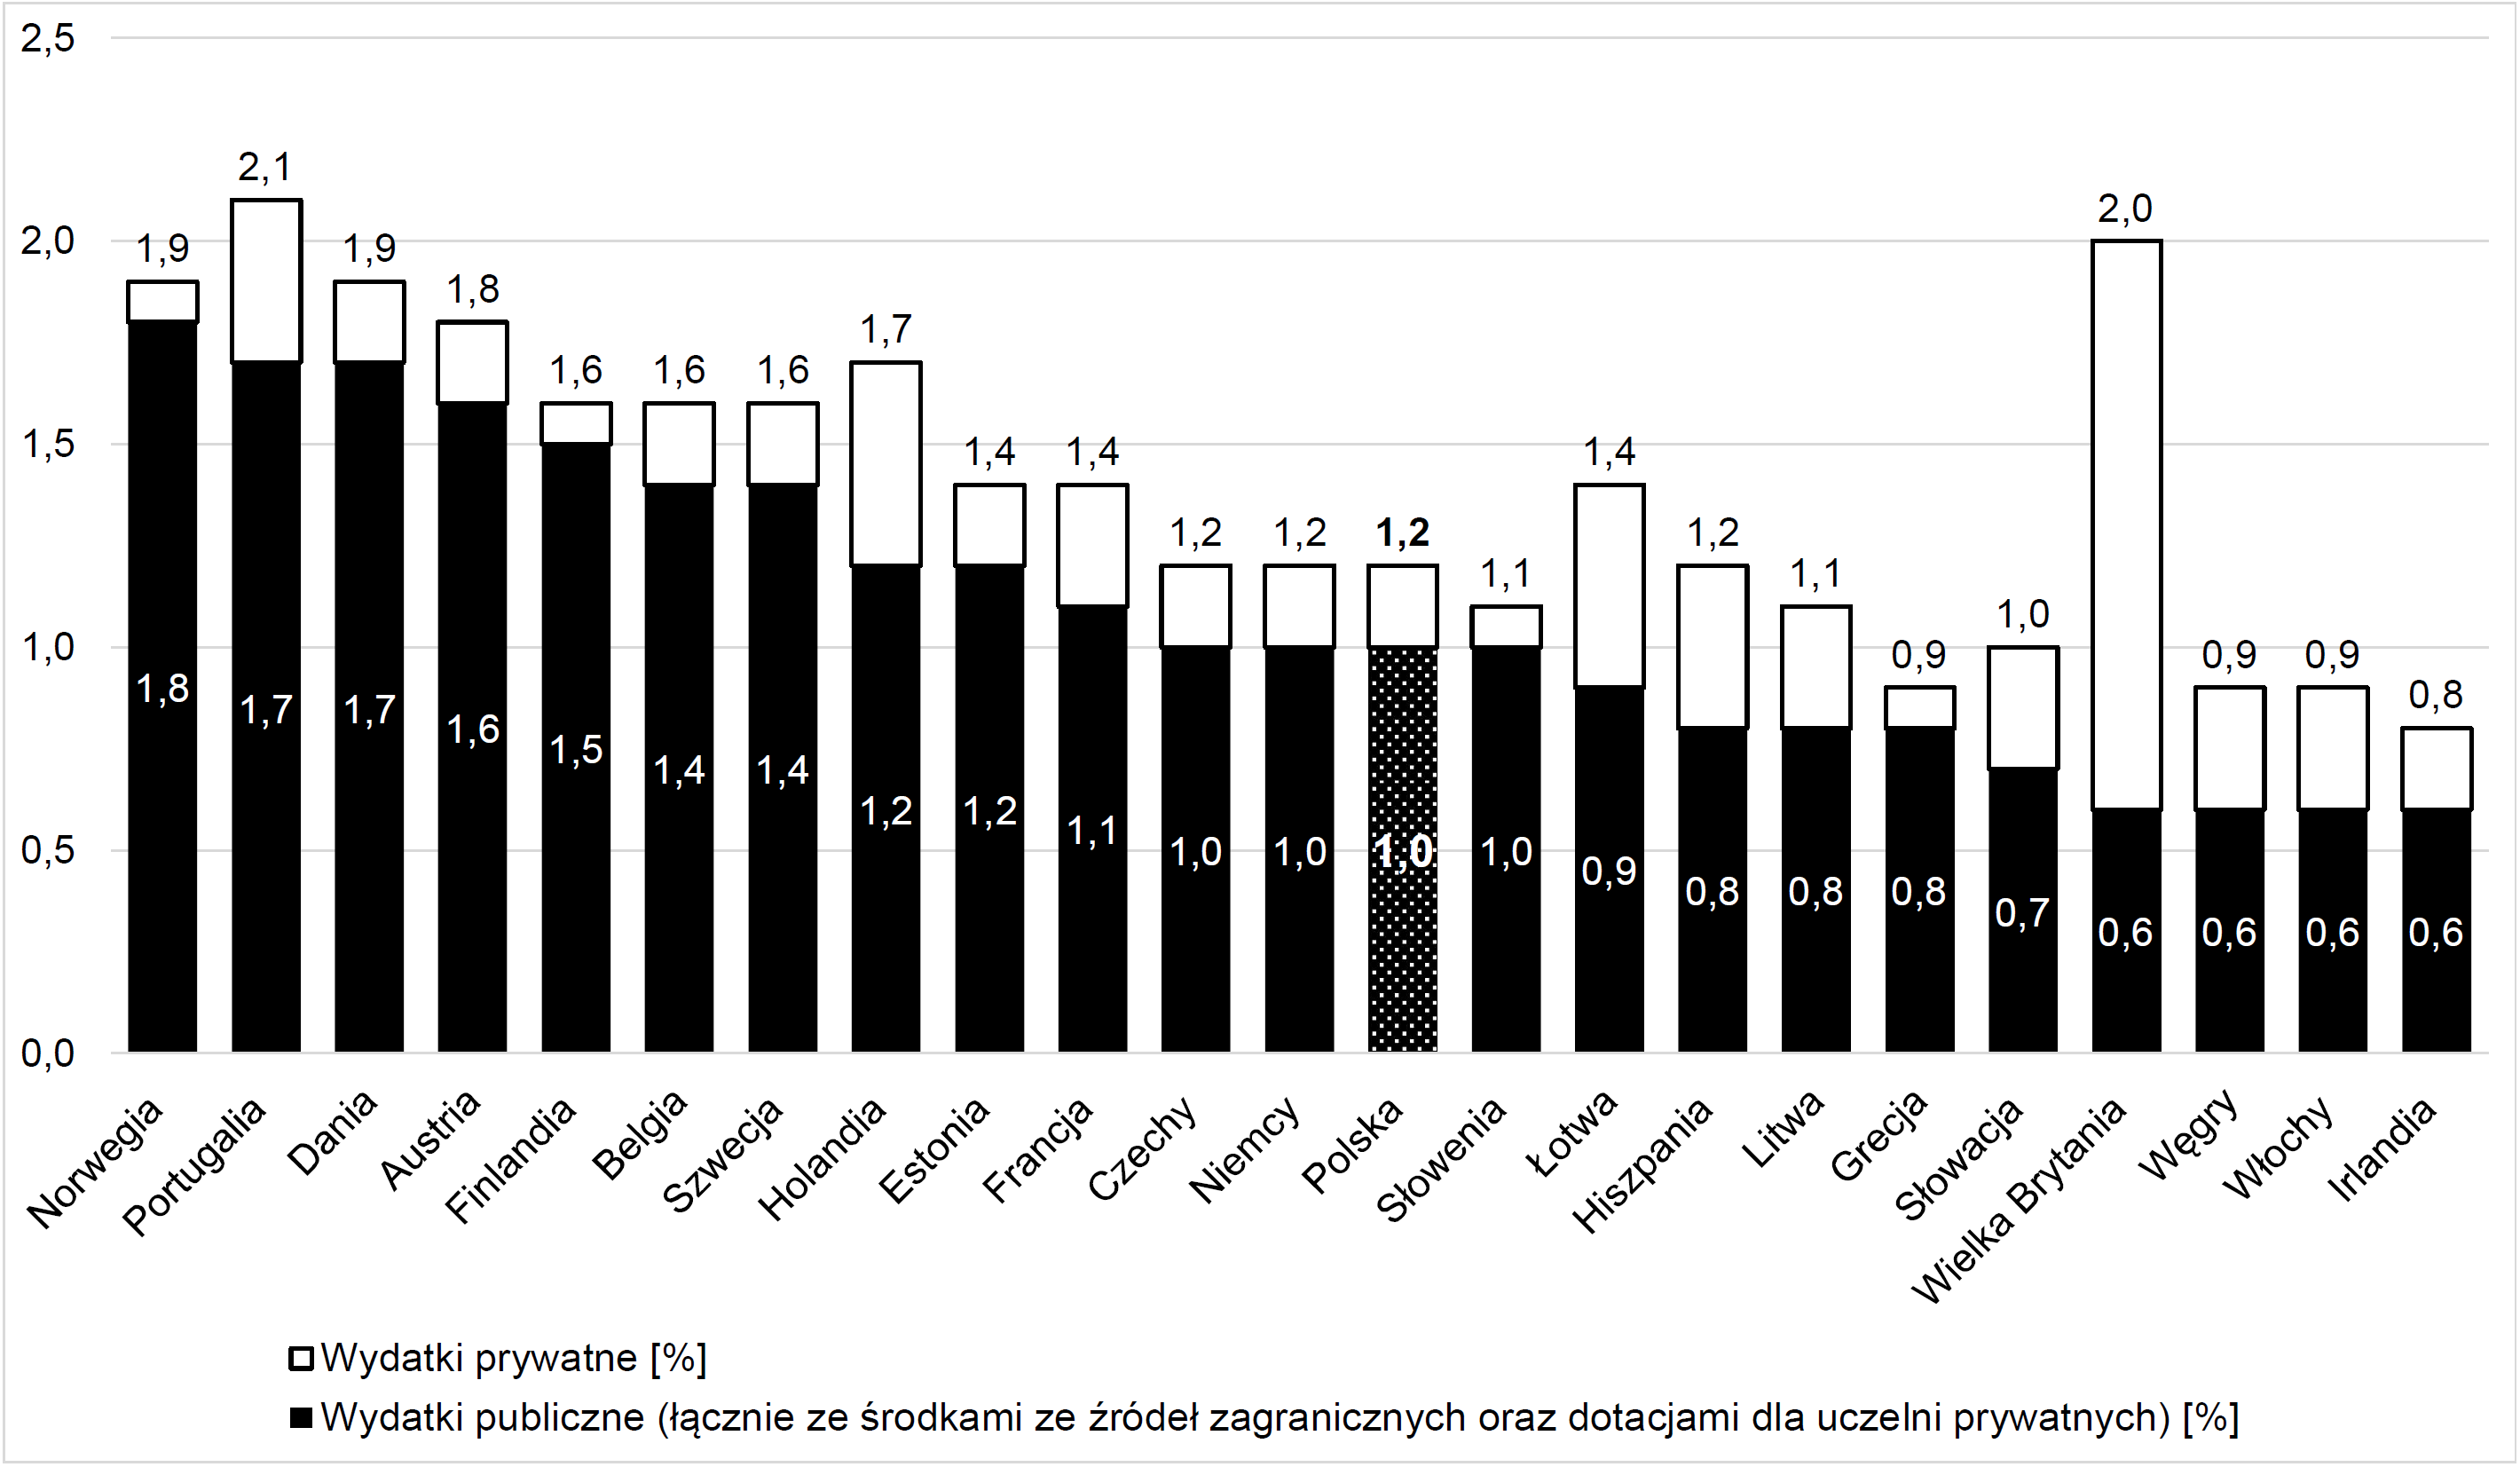 2,5
2,0
1,5
1,0
0,5
0,0
1,9 2,1 1,9 1,8 1,6 1,6 1,6 1,7 1,4 1,4 1,2 1,2 1,2 1,1 1,4 1,2 1,1 0,9 1,0 2,0 0,9 0,9 0,8
1,8 1,7 1,7 1,6 1,5 1,4 1,4 1,2 1,2 1,1 1,0 1,0 1,0 1,0 0,9 0,8 0,8 0,8 0,7 0,6 0,6 0,6 0,6
Norwegia
Portugalia
Dania
Austria
Finlandia
Belgia
Szwecja
Holandia
Estonia
Francja
Czechy
Niemcy
Polska
Słowenia
Łotwa
Hiszpania
Litwa
Grecja
Słowacja
Wielka Brytania
Węgry
Włochy
Irlandia
Wydatki prywatne [%]
Wydatki publiczne (łącznie ze środkami ze źródeł zagranicznych oraz dotacjami dla uczelni prywatnych) [%]